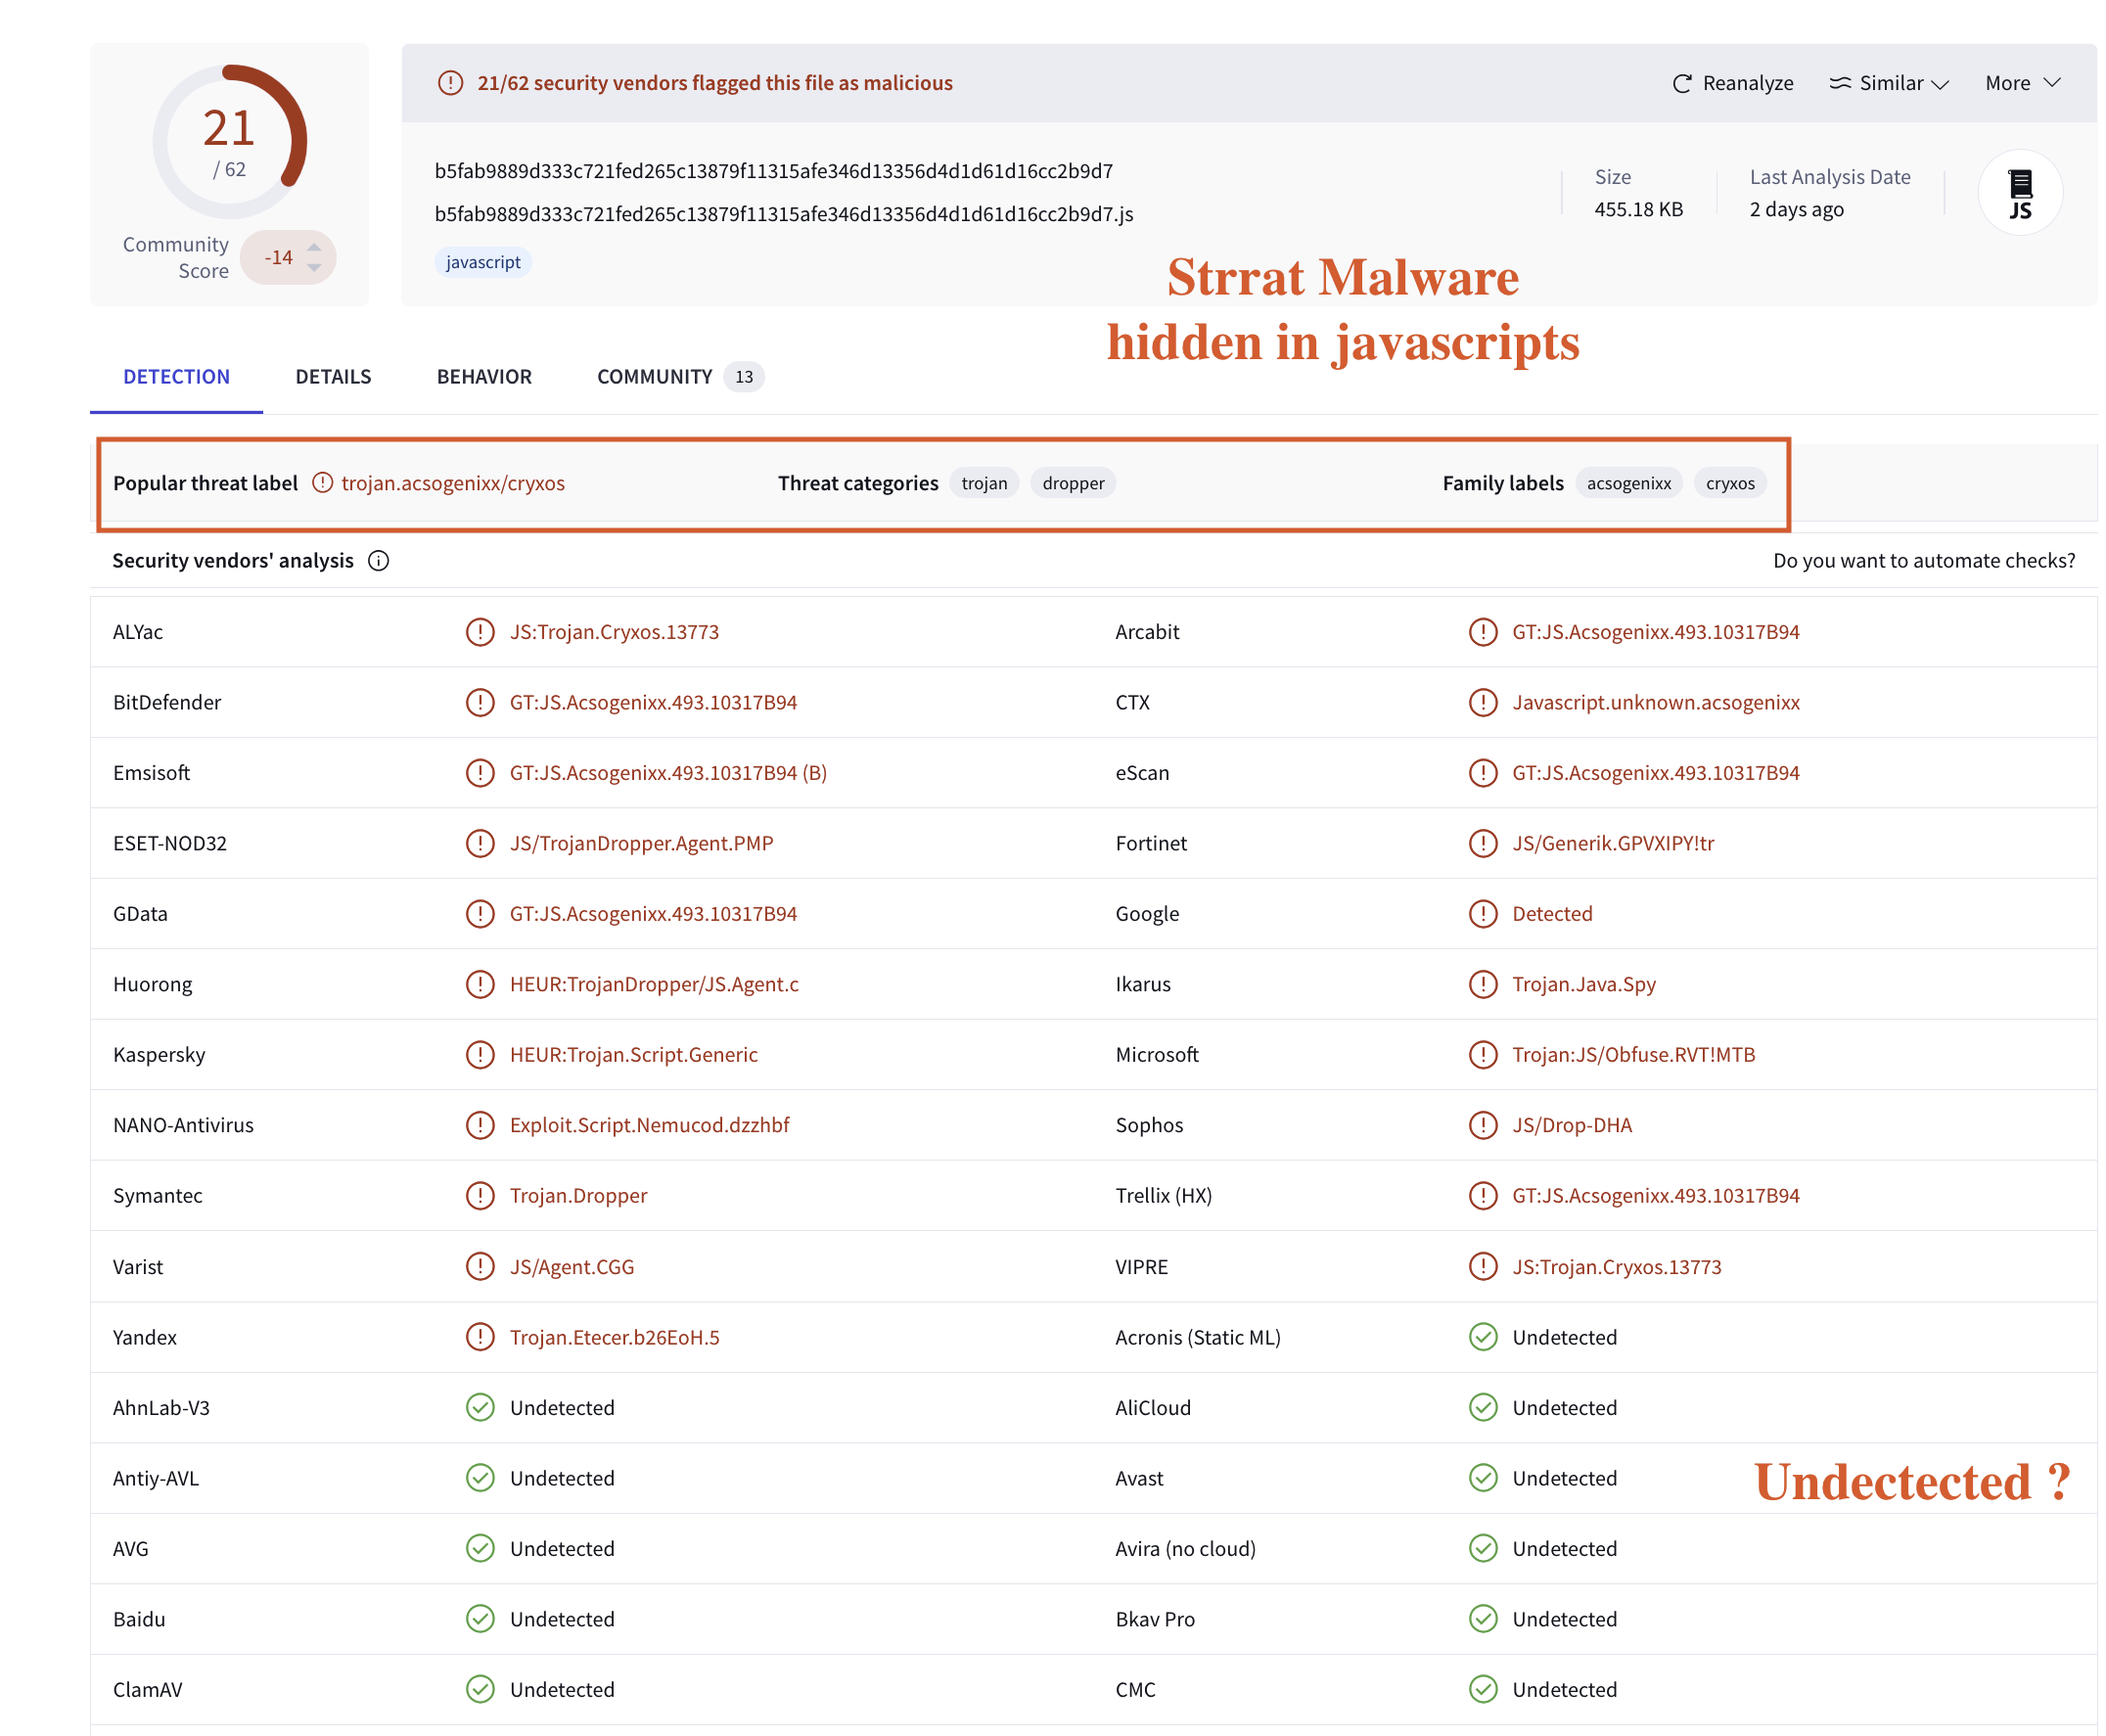 21
/ 62
Community Score -14
21/62 security vendors flagged this file as malicious
Reanalyze Similar More
b5fab9889d333c721fed265c13879f11315afe346d13356d4d1d61d16cc2b9d7
b5fab9889d333c721fed265c13879f11315afe346d13356d4d1d61d16cc2b9d7.js
javascript
Size
455.18 KB
Last Analysis Date
2 days ago
JS
Strrat Malware
hidden in javascripts
DETECTION DETAILS BEHAVIOR COMMUNITY 13
Popular threat label trojan.acsogenixx/cryxos Threat categories trojan dropper Family labels acsogenixx cryxos
Security vendors' analysis Do you want to automate checks?
ALYac JS:Trojan.Cryxos.13773 Arcabit GT:JS.Acsogenixx.493.10317B94
BitDefender GT:JS.Acsogenixx.493.10317B94 CTX Javascript.unknown.acsogenixx
Emsisoft GT:JS.Acsogenixx.493.10317B94 (B) eScan GT:JS.Acsogenixx.493.10317B94
ESET-NOD32 JS/TrojanDropper.Agent.PMP Fortinet JS/Generik.GPVXIPY!tr
GData GT:JS.Acsogenixx.493.10317B94 Google Detected
Huorong HEUR:TrojanDropper/JS.Agent.c Ikarus Trojan.Java.Spy
Kaspersky HEUR:Trojan.Script.Generic Microsoft Trojan:JS/Obfuse.RVT!MTB
NANO-Antivirus Exploit.Script.Nemucod.dzzhbf Sophos JS/Drop-DHA
Symantec Trojan.Dropper Trellix (HX) GT:JS.Acsogenixx.493.10317B94
Varist JS/Agent.CGG VIPRE JS:Trojan.Cryxos.13773
Yandex Trojan.Etecer.b26EoH.5 Acronis (Static ML) Undetected
AhnLab-V3 Undetected AliCloud Undetected
Antiy-AVL Undetected Avast Undetected Undectected ?
AVG Undetected Avira (no cloud) Undetected
Baidu Undetected Bkav Pro Undetected
ClamAV Undetected CMC Undetected